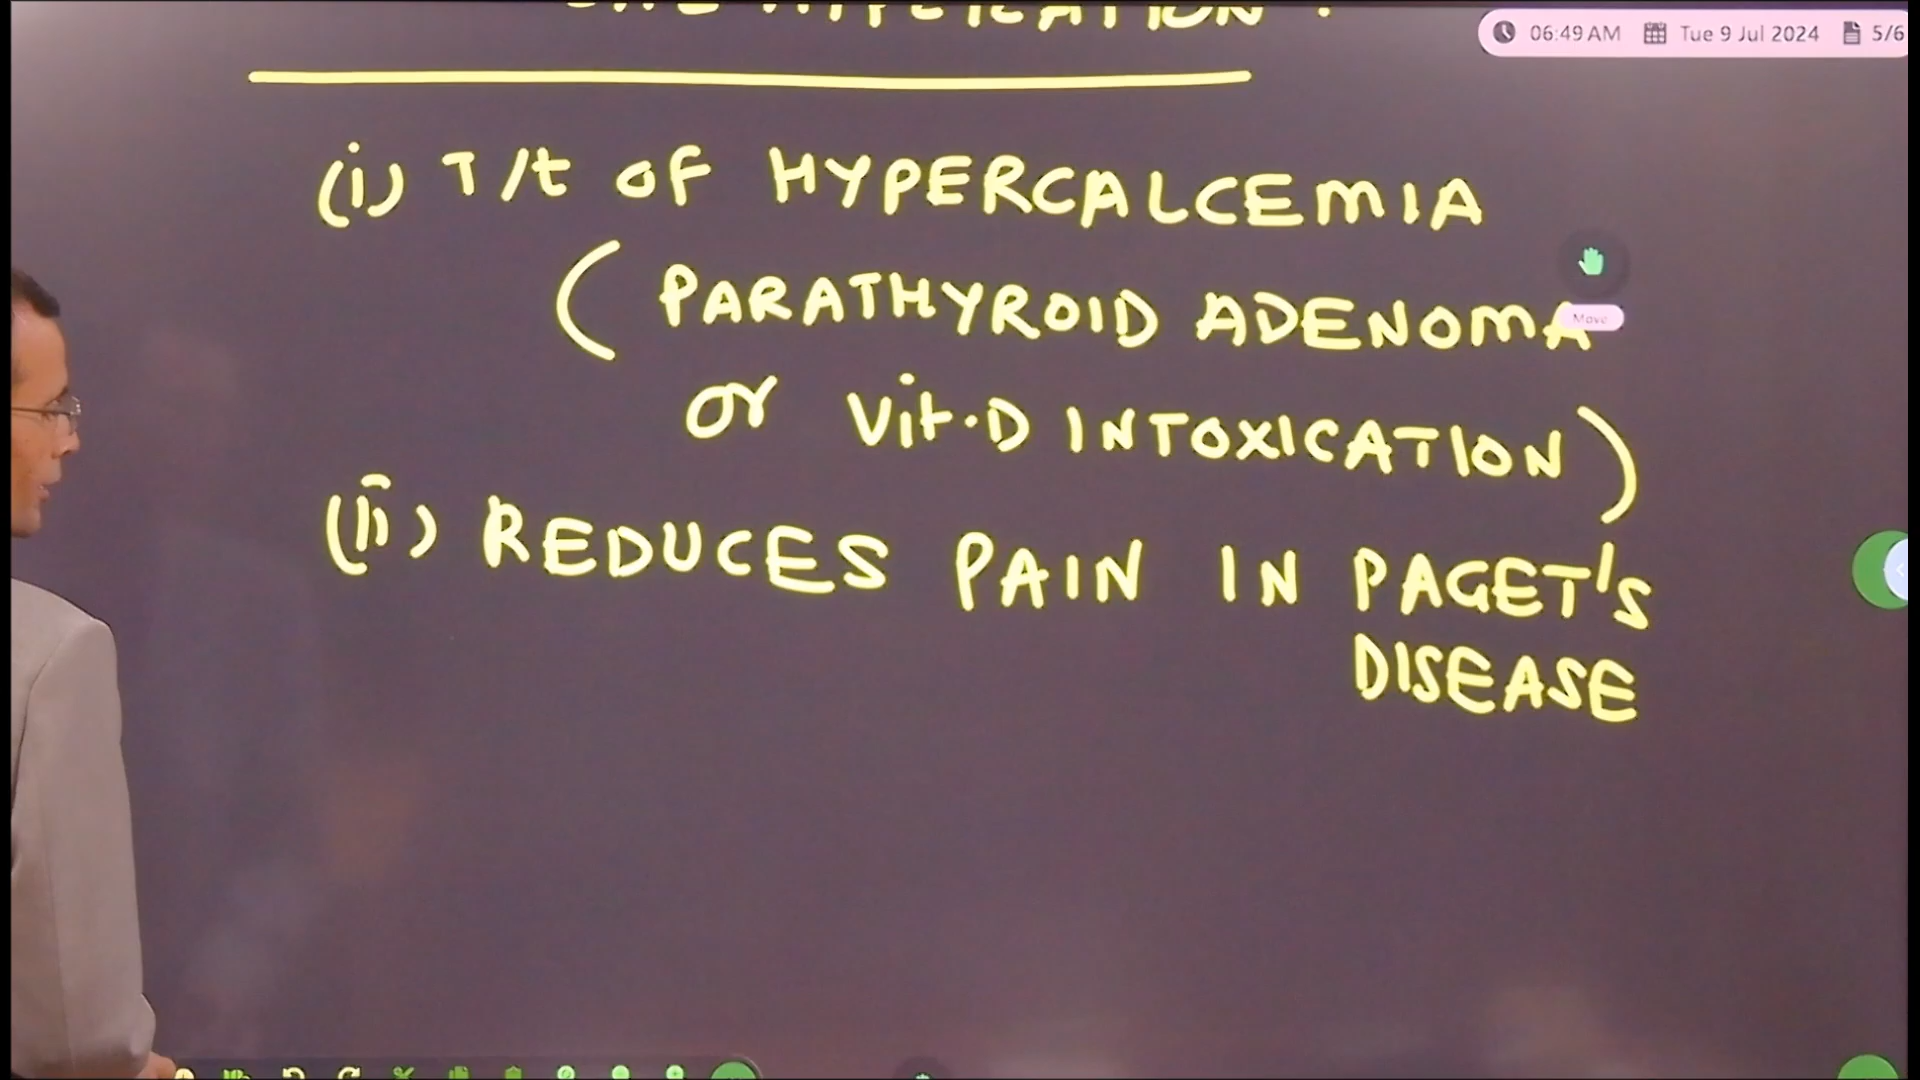 06:49 AM Tue 9 Jul 2024 5/6
(i) T/t OF HYPERCALCEMIA
( PARATHYROID ADENOMA
Move
or Vit.D INTOXICATION )
(ii) REDUCES PAIN IN PAGET'S
DISEASE